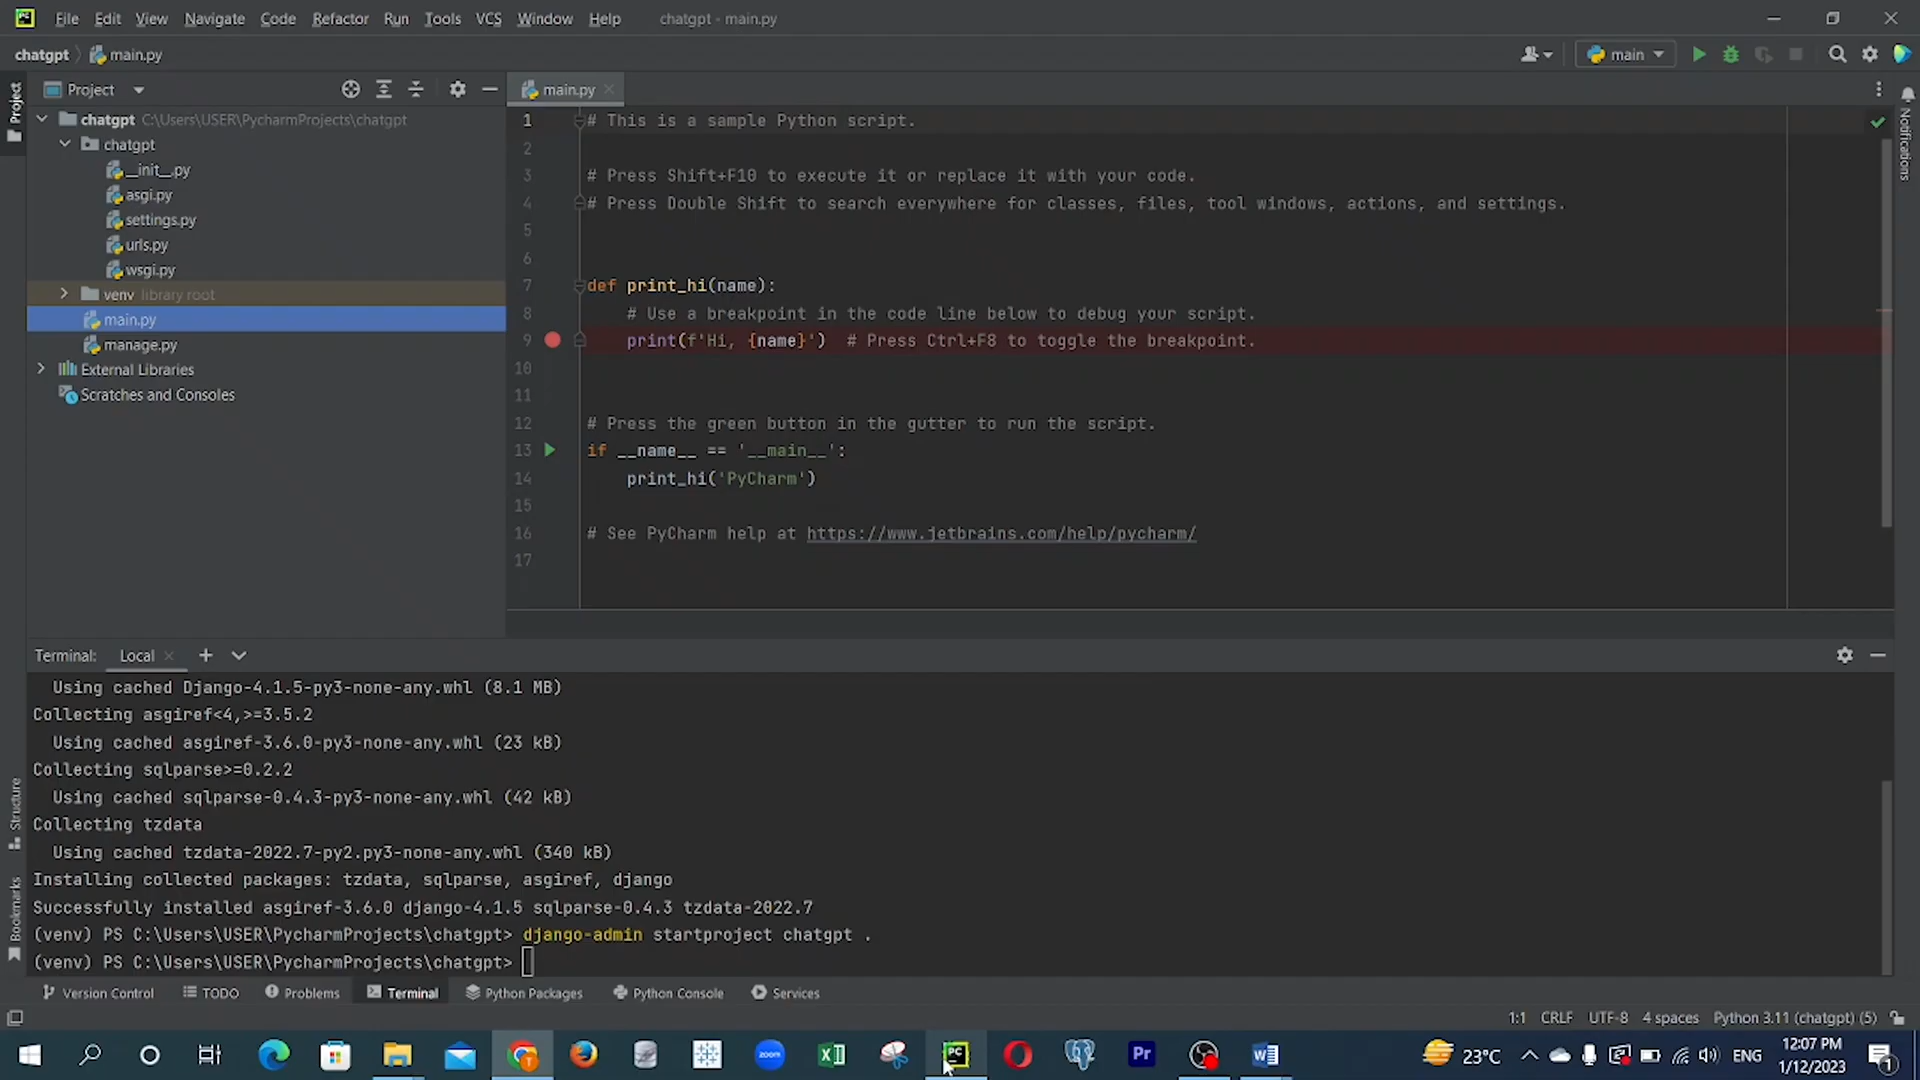 File Edit View Navigate Code Refactor Run Tools VCS Window Help chatgpt - main.py
chatgpt main.py
main
Project
main.py
chatgpt C:\Users\USER\PycharmProjects\chatgpt
chatgpt
__init__.py
asgi.py
settings.py
urls.py
wsgi.py
venv library root
main.py
manage.py
External Libraries
Scratches and Consoles
Project
Structure
Bookmarks
Notifications
1 # This is a sample Python script.
2
3 # Press Shift+F10 to execute it or replace it with your code.
4 # Press Double Shift to search everywhere for classes, files, tool windows, actions, and settings.
5
6
7 def print_hi(name):
8 # Use a breakpoint in the code line below to debug your script.
9 print(f'Hi, {name}') # Press Ctrl+F8 to toggle the breakpoint.
10
11
12 # Press the green button in the gutter to run the script.
13 if __name__ == '__main__':
14 print_hi('PyCharm')
15
16 # See PyCharm help at https://www.jetbrains.com/help/pycharm/
17
Terminal: Local
Using cached Django-4.1.5-py3-none-any.whl (8.1 MB)
Collecting asgiref<4,>=3.5.2
Using cached asgiref-3.6.0-py3-none-any.whl (23 kB)
Collecting sqlparse>=0.2.2
Using cached sqlparse-0.4.3-py3-none-any.whl (42 kB)
Collecting tzdata
Using cached tzdata-2022.7-py2.py3-none-any.whl (340 kB)
Installing collected packages: tzdata, sqlparse, asgiref, django
Successfully installed asgiref-3.6.0 django-4.1.5 sqlparse-0.4.3 tzdata-2022.7
(venv) PS C:\Users\USER\PycharmProjects\chatgpt> django-admin startproject chatgpt .
(venv) PS C:\Users\USER\PycharmProjects\chatgpt>
Version Control TODO Problems Terminal Python Packages Python Console Services
1:1 CRLF UTF-8 4 spaces Python 3.11 (chatgpt) (5)
zoom PC Pr
23°C ENG 12:07 PM
1/12/2023
1